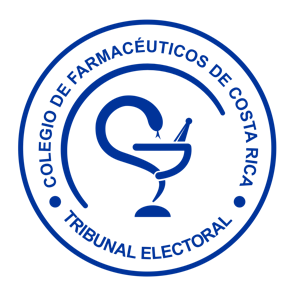 COLEGIO DE FARMACÉUTICOS DE COSTA RICA
TRIBUNAL ELECTORAL